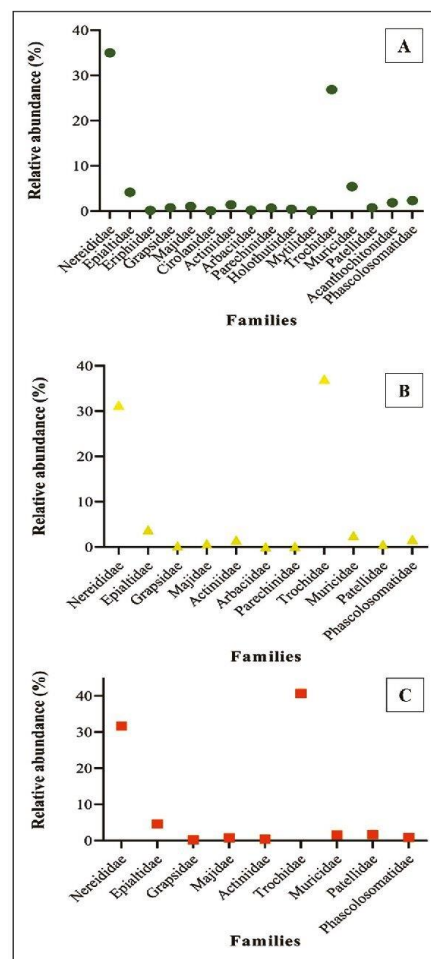 A
Relative abundance (%)
40
30
20
10
0
Nereididae
Epialtidae
Eriphiidae
Grapsidae
Majidae
Cirolanidae
Actiniidae
Arbaciidae
Parechinidae
Holothutiidae
Mytilidae
Trochidae
Muricidae
Patellidae
Acanthochitonidae
Phascolosomatidae
Families
B
Relative abundance (%)
40
30
20
10
0
Nereididae
Epialtidae
Grapsidae
Majidae
Actiniidae
Arbaciidae
Parechinidae
Trochidae
Muricidae
Patellidae
Phascolosomatidae
Families
C
Relative abundance (%)
40
30
20
10
0
Nereididae
Epialtidae
Grapsidae
Majidae
Actiniidae
Trochidae
Muricidae
Patellidae
Phascolosomatidae
Families